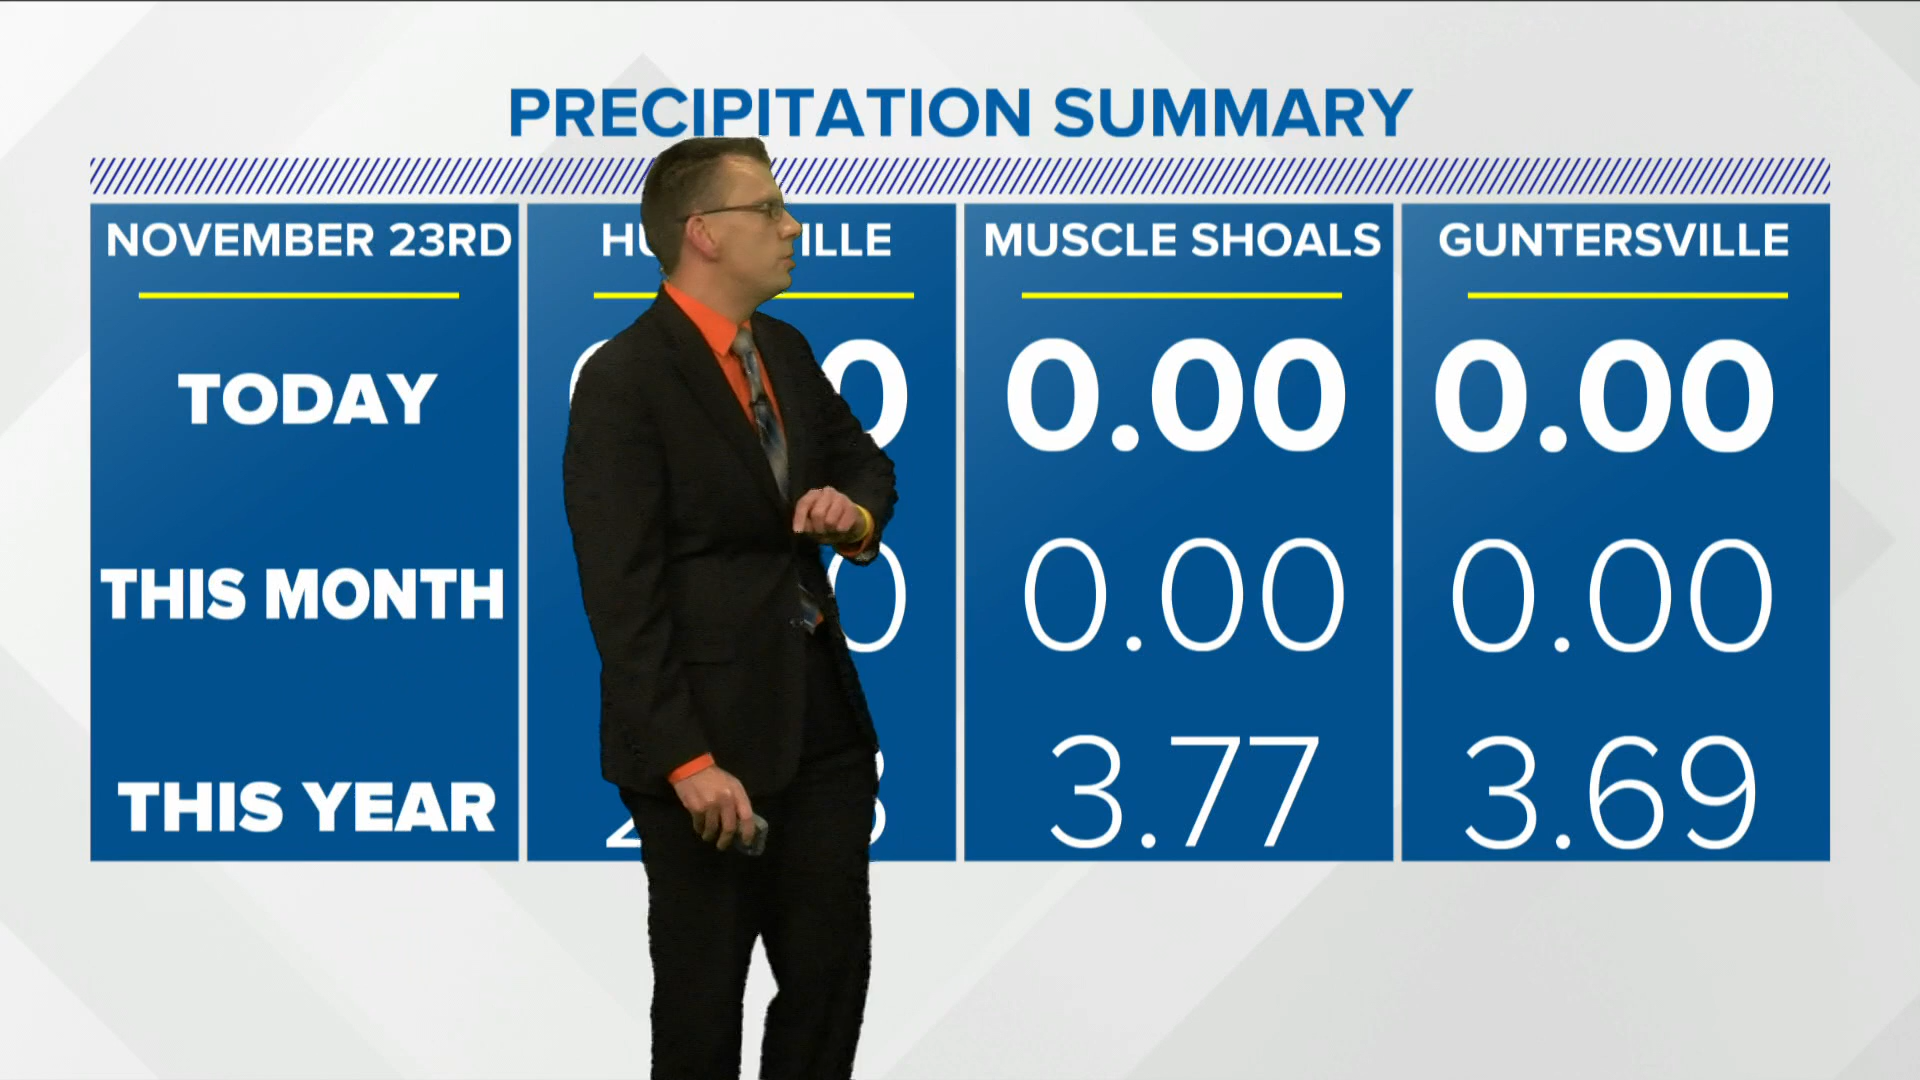 PRECIPITATION SUMMARY
NOVEMBER 23RD MUSCLE SHOALS GUNTERSVILLE
TODAY 0.00 0.00
THIS MONTH 0.00 0.00
THIS YEAR 3.77 3.69